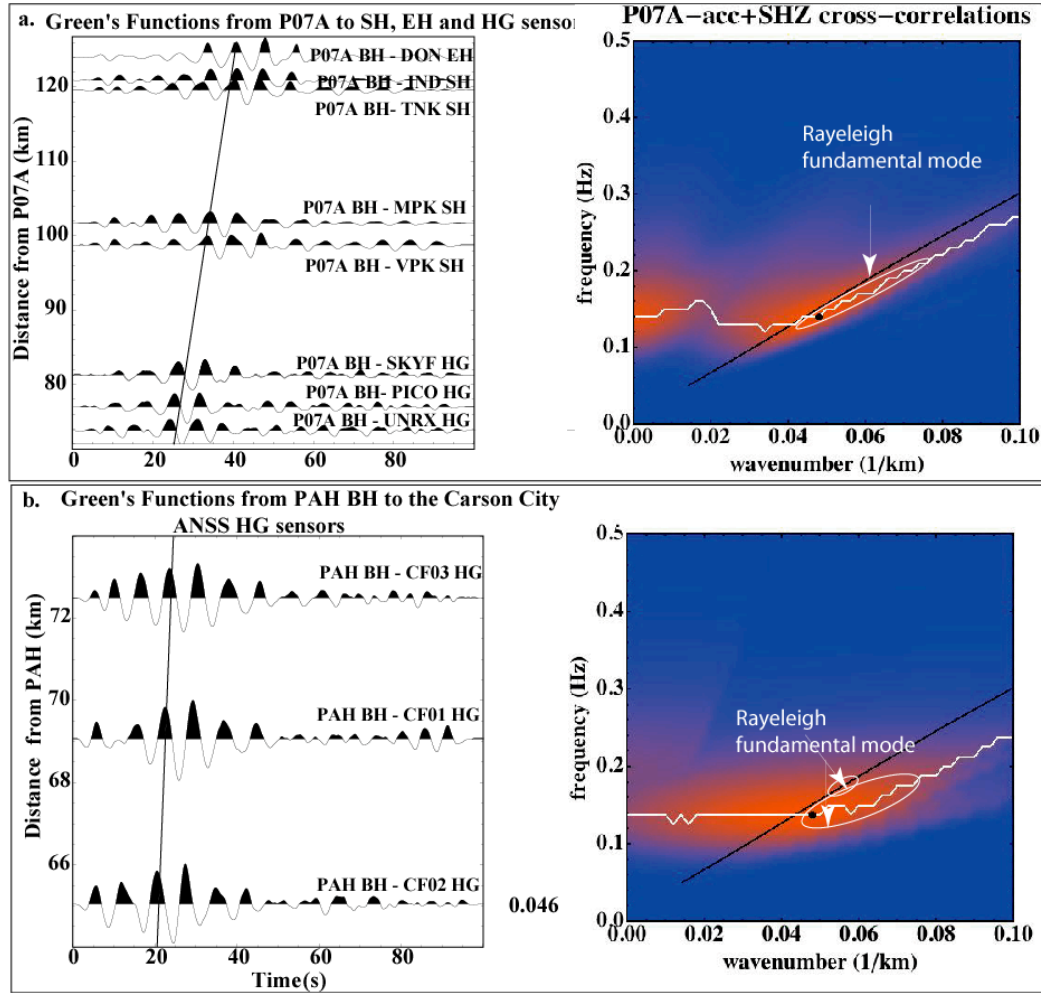 a. Green's Functions from P07A to SH, EH and HG sensor
P07A BH - DON EH
P07A BH - IND SH
P07A BH- TNK SH
P07A BH - MPK SH
P07A BH - VPK SH
P07A BH - SKYF HG
P07A BH- PICO HG
P07A BH - UNRX HG
Distance from P07A (km)
120
110
100
90
80
0 20 40 60 80 100
P07A-acc+SHZ cross-correlations
Rayeleigh
fundamental mode
frequency (Hz)
0.5
0.4
0.3
0.2
0.1
0.0
0.00 0.02 0.04 0.06 0.08 0.10
wavenumber (1/km)
b. Green's Functions from PAH BH to the Carson City
ANSS HG sensors
PAH BH - CF03 HG
PAH BH - CF01 HG
PAH BH - CF02 HG
Distance from PAH (km)
72
70
68
66
0 20 40 60 80
Time(s)
0.046
Rayeleigh
fundamental mode
frequency (Hz)
0.5
0.4
0.3
0.2
0.1
0.0
0.00 0.02 0.04 0.06 0.08 0.10
wavenumber (1/km)